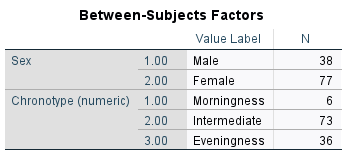 Between-Subjects Factors
Value Label N
Sex 1.00 Male 38
2.00 Female 77
Chronotype (numeric) 1.00 Morningness 6
2.00 Intermediate 73
3.00 Eveningness 36